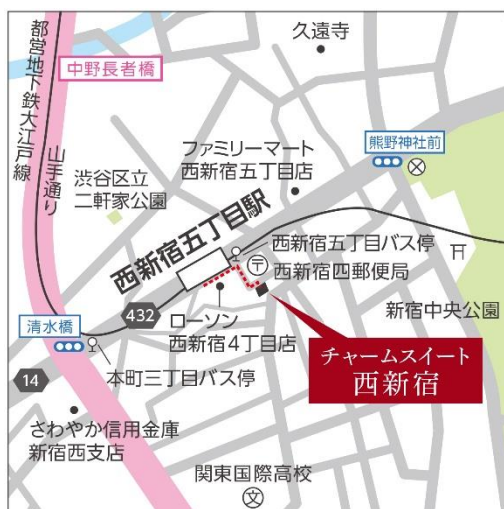 久遠寺
都営地下鉄大江戸線
山手通り
中野長者橋
熊野神社前
ファミリーマート
西新宿五丁目店
渋谷区立
二軒家公園
西新宿五丁目駅
西新宿五丁目バス停
西新宿四郵便局
新宿中央公園
432
ローソン
西新宿4丁目店
清水橋
チャームスイート
西新宿
14
本町三丁目バス停
さわやか信用金庫
新宿西支店
関東国際高校
文